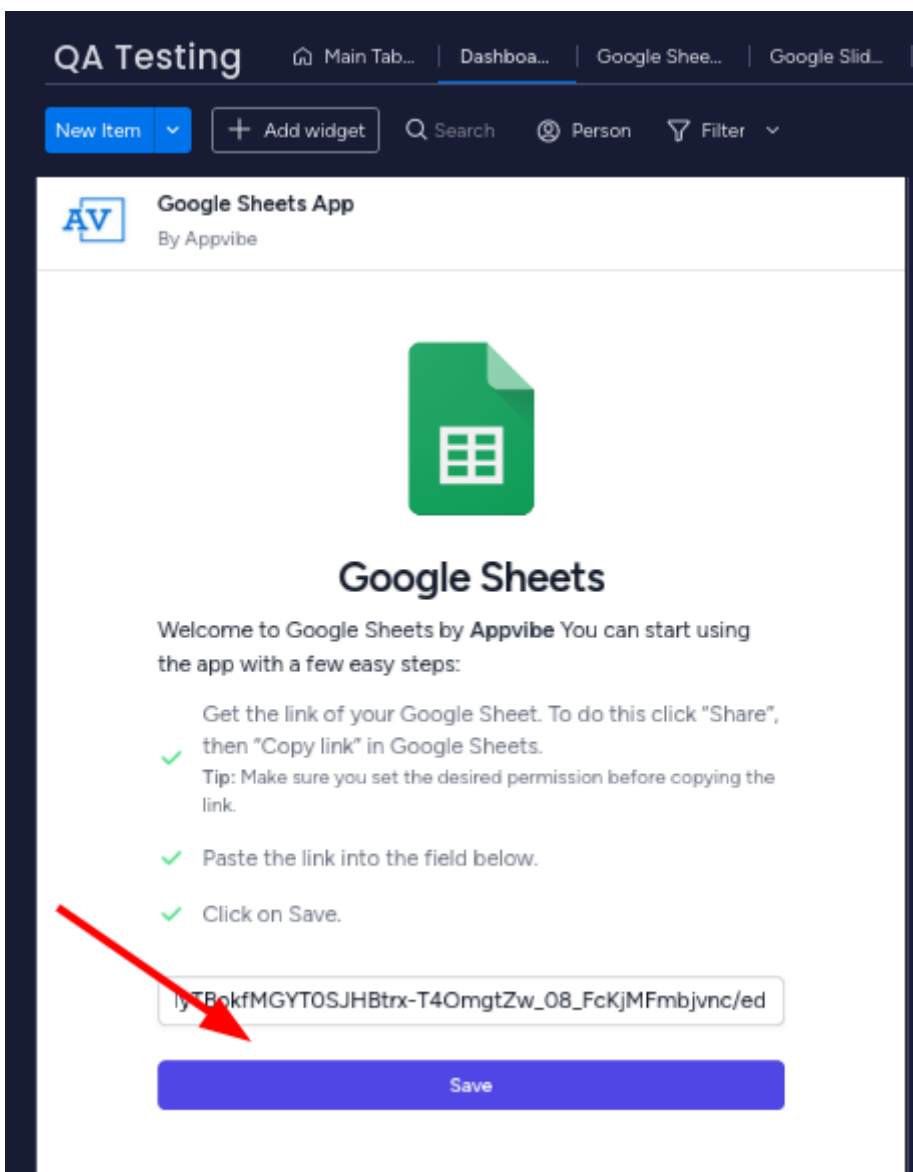 QA Testing
Main Tab...
Dashboa...
Google Shee...
Google Slid...
New Item
Add widget
Search
Person
Filter
AV
Google Sheets App
By Appvibe
Google Sheets
Welcome to Google Sheets by Appvibe You can start using
the app with a few easy steps:
Get the link of your Google Sheet. To do this click “Share”,
then “Copy link” in Google Sheets.
Tip: Make sure you set the desired permission before copying the
link.
Paste the link into the field below.
Click on Save.
yTBokfMGYT0SJHBtrx-T4OmgtZw_08_FcKjMFmbjvnc/ed
Save